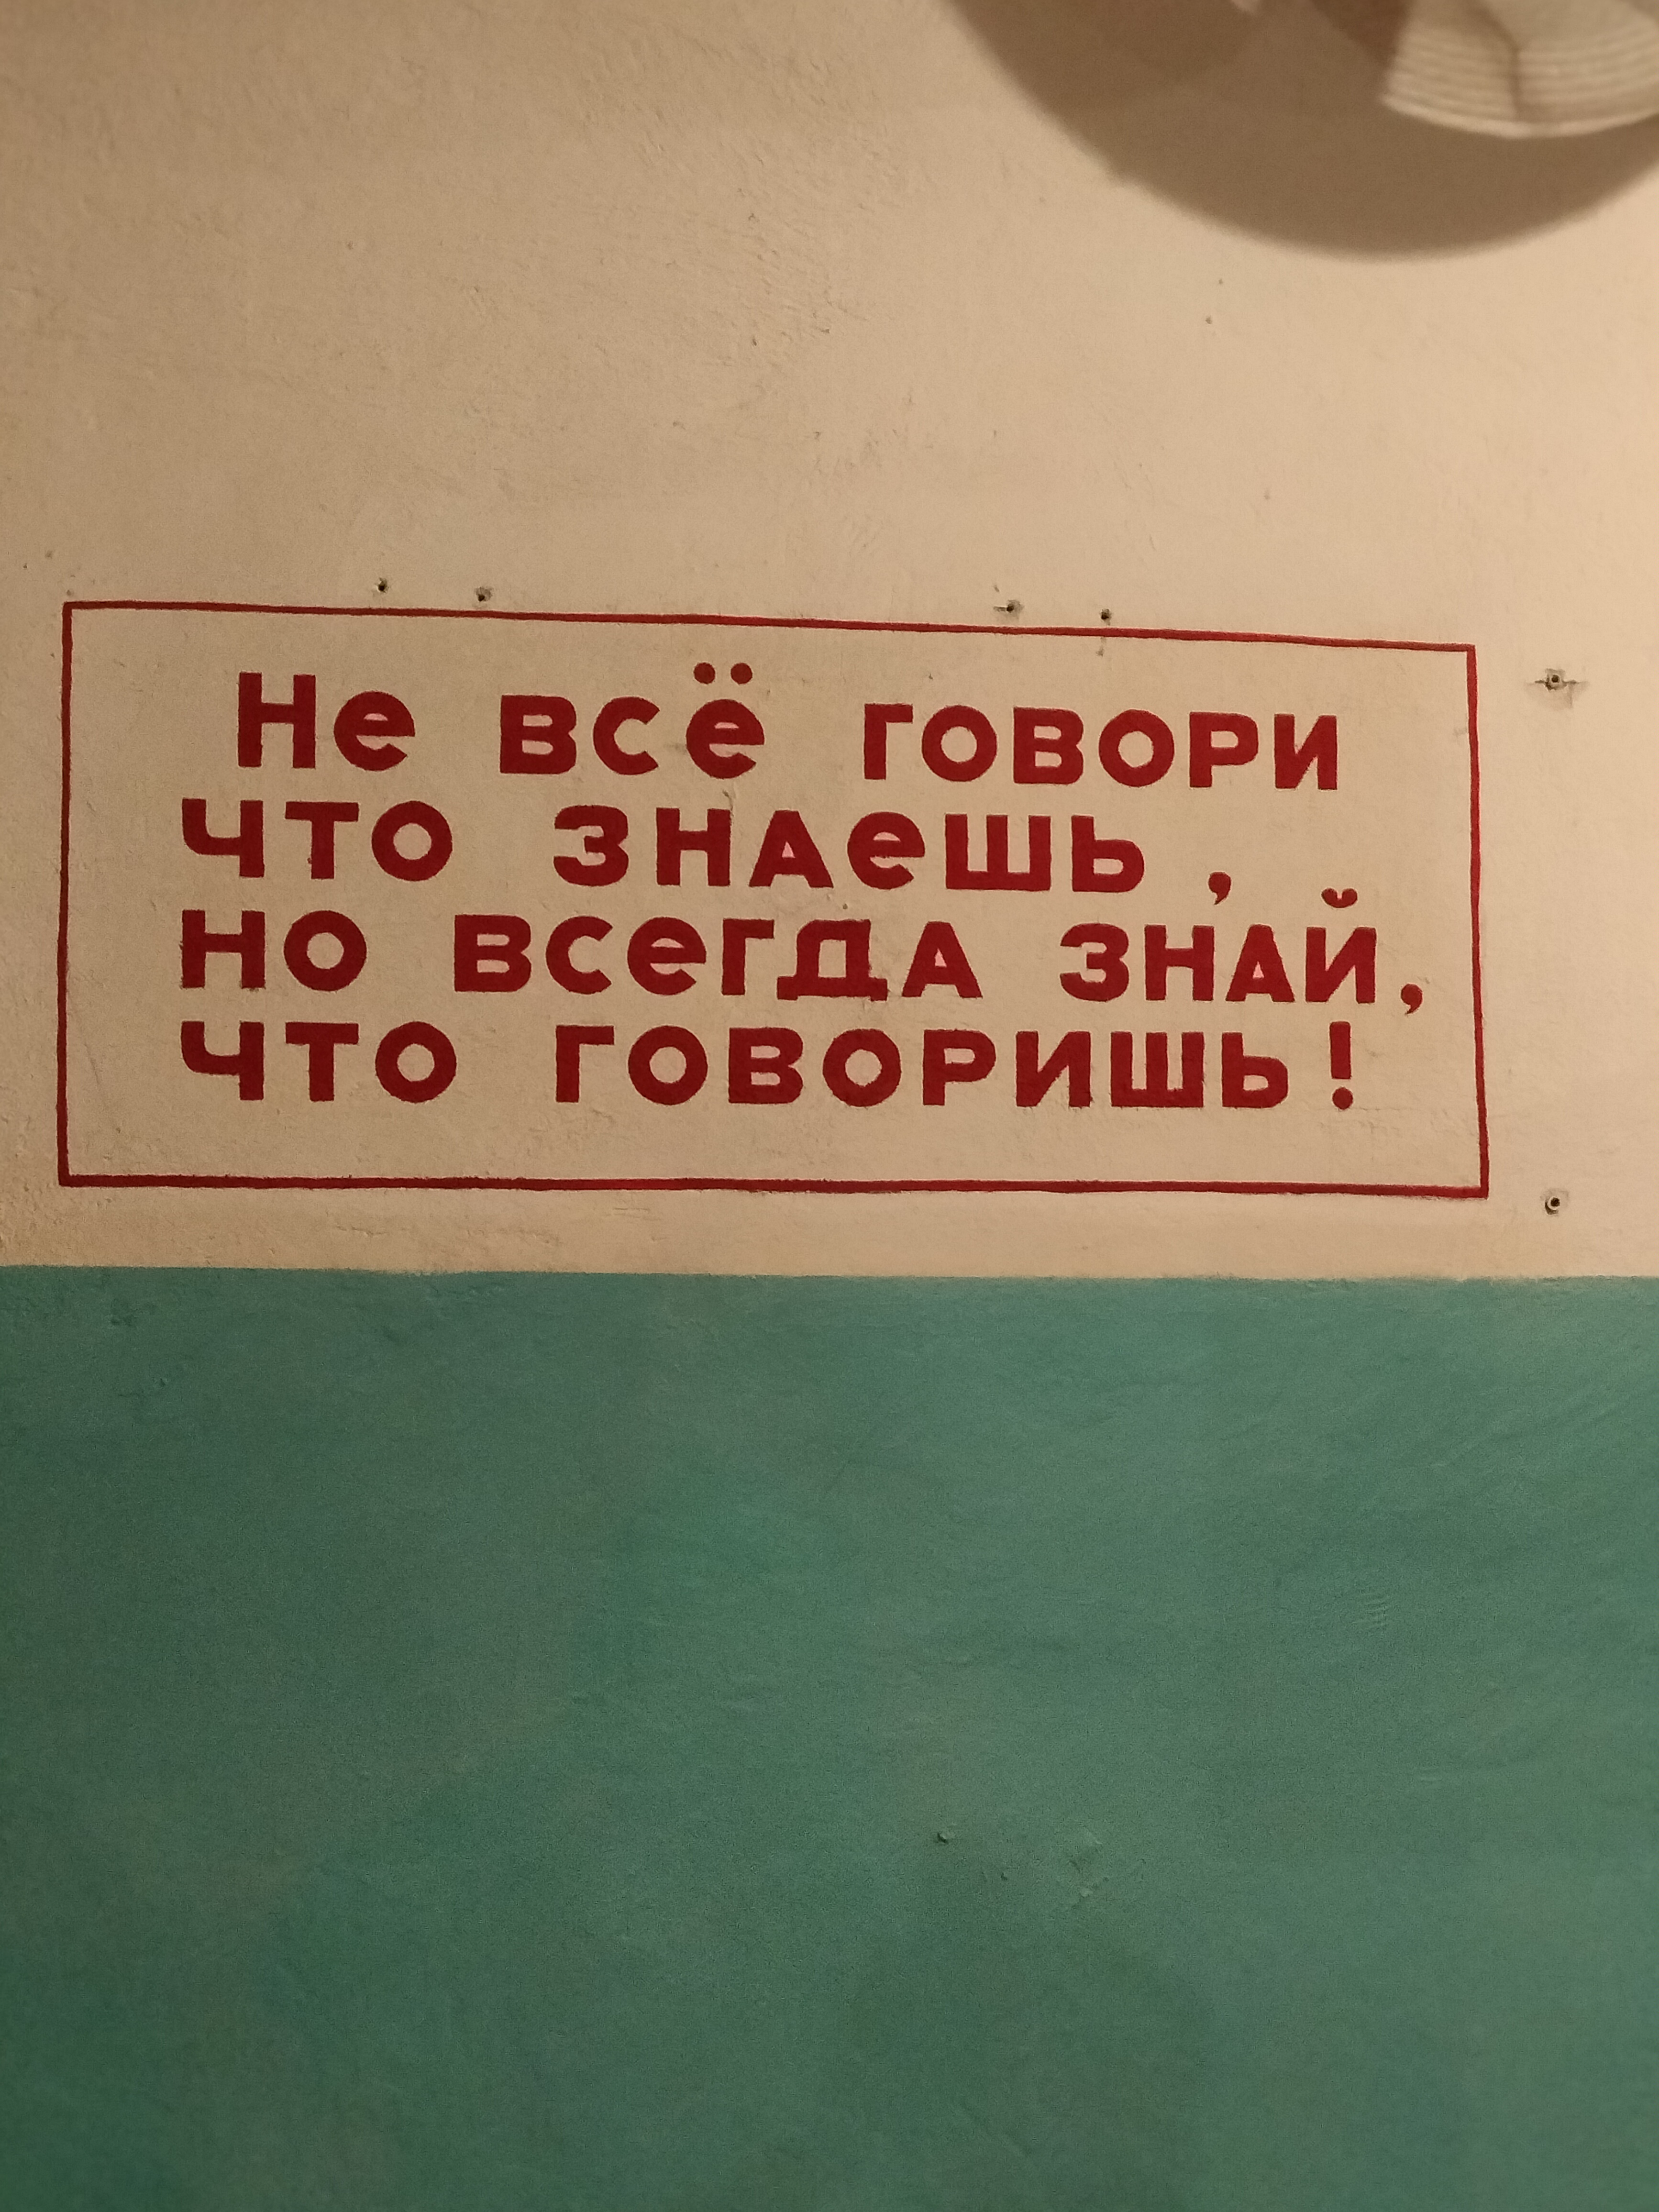 Не всё говори
что знаешь ,
но всегда знай,
что говоришь!